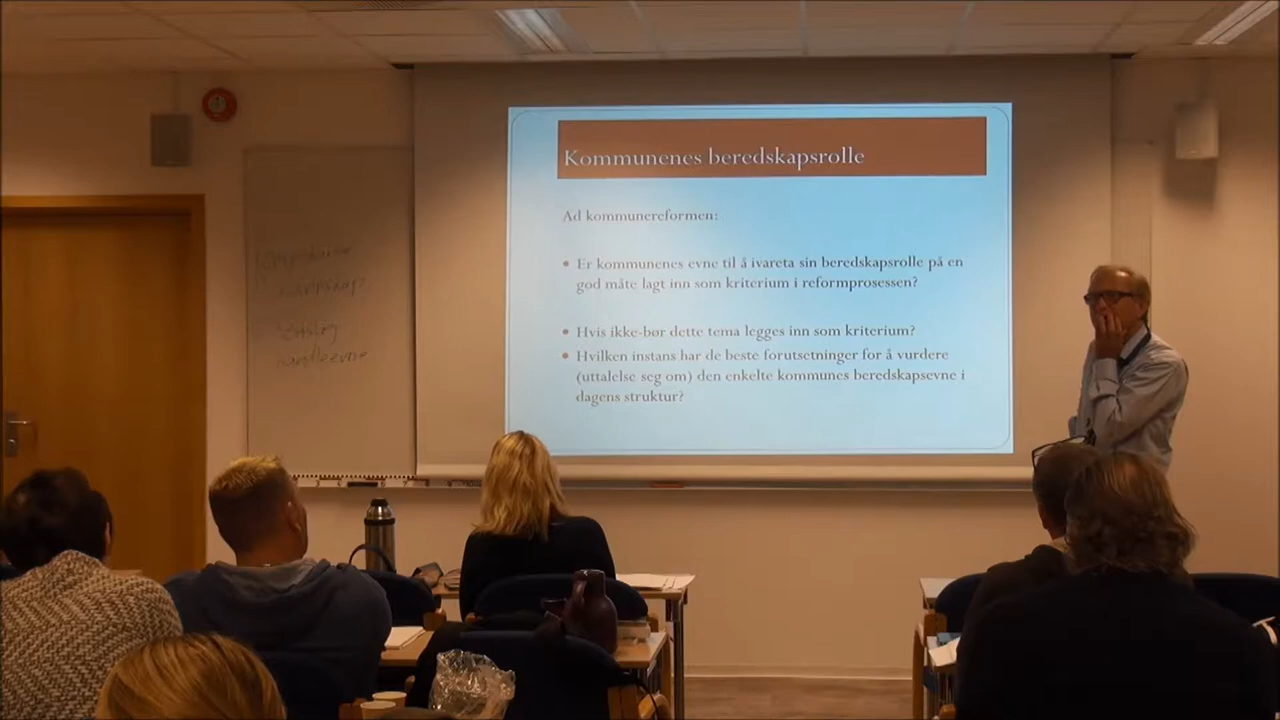 Kommunenes beredskapsrolle
Ad kommunereformen:
• Er kommunenes evne til å ivareta sin beredskapsrolle på en
god måte lagt inn som kriterium i reformprosessen?
• Hvis ikke-bør dette tema legges inn som kriterium?
• Hvilken instans har de beste forutsetninger for å vurdere
(uttalelse seg om) den enkelte kommunes beredskapsevne i
dagens struktur?
handleevne